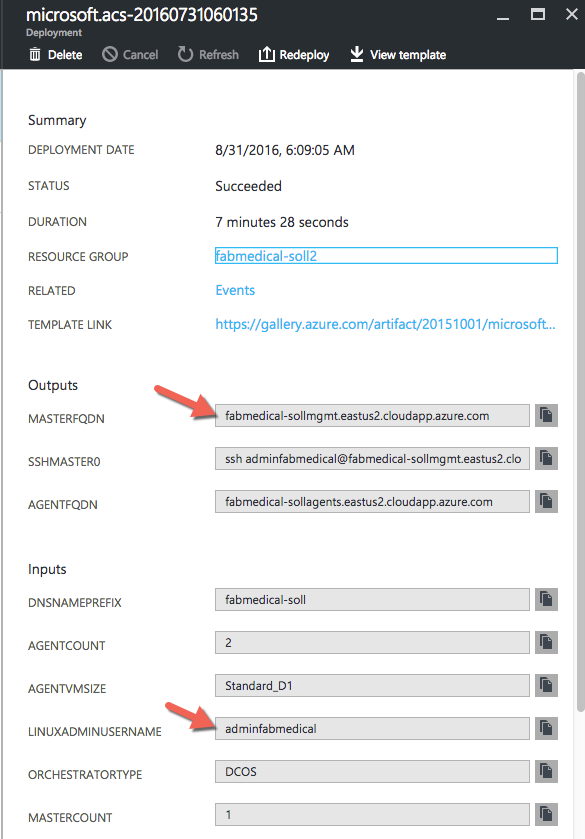 microsoft.acs-20160731060135
Deployment
Delete Cancel Refresh Redeploy View template
Summary
DEPLOYMENT DATE 8/31/2016, 6:09:05 AM
STATUS Succeeded
DURATION 7 minutes 28 seconds
RESOURCE GROUP fabmedical-soll2
RELATED Events
TEMPLATE LINK https://gallery.azure.com/artifact/20151001/microsoft...
Outputs
MASTERFQDN fabmedical-sollmgmt.eastus2.cloudapp.azure.com
SSHMASTER0 ssh adminfabmedical@fabmedical-sollmgmt.eastus2.clo
AGENTFQDN fabmedical-sollagents.eastus2.cloudapp.azure.com
Inputs
DNSNAMEPREFIX fabmedical-soll
AGENTCOUNT 2
AGENTVMSIZE Standard_D1
LINUXADMINUSERNAME adminfabmedical
ORCHESTRATORTYPE DCOS
MASTERCOUNT 1